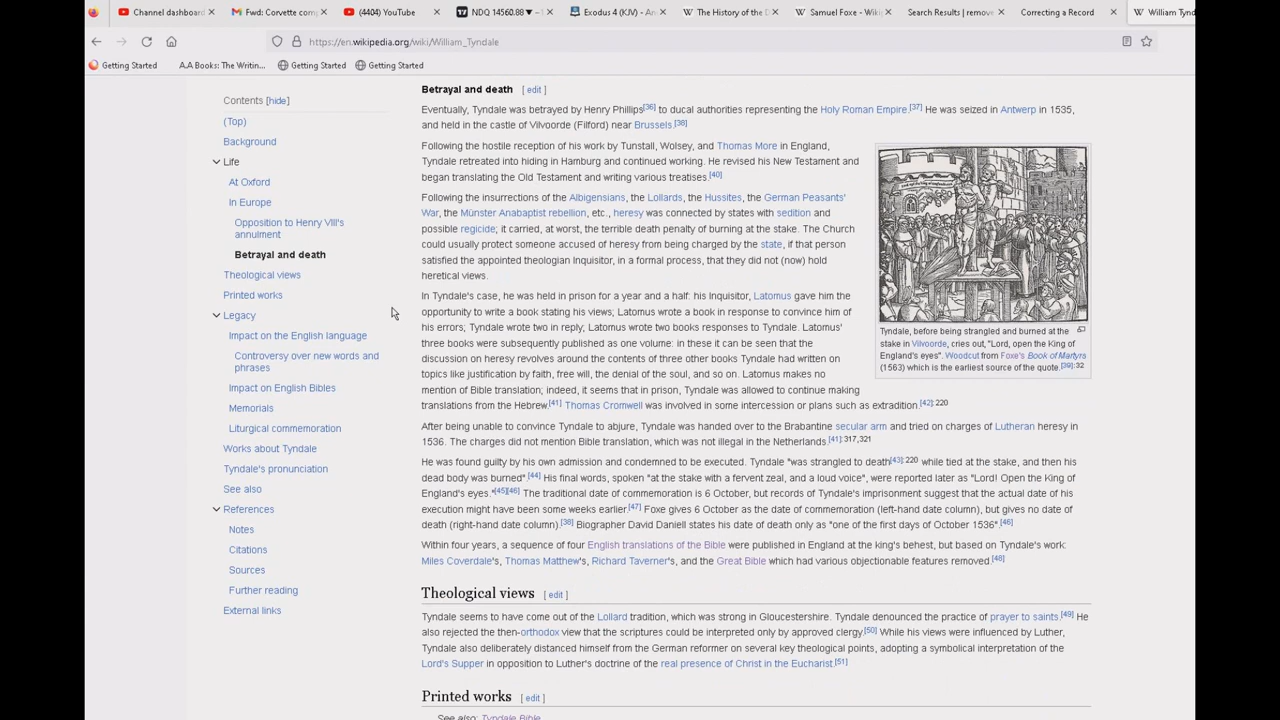 Channel dashboard
Fwd: Corvette com
(4404) YouTube
NDQ 14560.88
Exodus 4 (KJV) - An
The History of the D
Samuel Foxe - Wiki
Search Results | remove
Correcting a Record
William Tynd
https://en.wikipedia.org/wiki/William_Tyndale
Getting Started
A.A Books: The Writin...
Getting Started
Getting Started
Contents [hide]
(Top)
Background
Life
At Oxford
In Europe
Opposition to Henry VIII's
annulment
Betrayal and death
Theological views
Printed works
Legacy
Impact on the English language
Controversy over new words and
phrases
Impact on English Bibles
Memorials
Liturgical commemoration
Works about Tyndale
Tyndale's pronunciation
See also
References
Notes
Citations
Sources
Further reading
External links
Betrayal and death [ edit ]
Eventually, Tyndale was betrayed by Henry Phillips[36] to ducal authorities representing the Holy Roman Empire.[37] He was seized in Antwerp in 1535,
and held in the castle of Vilvoorde (Filford) near Brussels.[38]
Following the hostile reception of his work by Tunstall, Wolsey, and Thomas More in England,
Tyndale retreated into hiding in Hamburg and continued working. He revised his New Testament and
began translating the Old Testament and writing various treatises.[40]
Following the insurrections of the Albigensians, the Lollards, the Hussites, the German Peasants'
War, the Münster Anabaptist rebellion, etc., heresy was connected by states with sedition and
possible regicide; it carried, at worst, the terrible death penalty of burning at the stake. The Church
could usually protect someone accused of heresy from being charged by the state, if that person
satisfied the appointed theologian Inquisitor, in a formal process, that they did not (now) hold
heretical views.
In Tyndale's case, he was held in prison for a year and a half: his Inquisitor, Latomus gave him the
opportunity to write a book stating his views; Latomus wrote a book in response to convince him of
his errors; Tyndale wrote two in reply; Latomus wrote two books responses to Tyndale. Latomus'
three books were subsequently published as one volume: in these it can be seen that the
discussion on heresy revolves around the contents of three other books Tyndale had written on
topics like justification by faith, free will, the denial of the soul, and so on. Latomus makes no
mention of Bible translation; indeed, it seems that in prison, Tyndale was allowed to continue making
translations from the Hebrew.[41] Thomas Cromwell was involved in some intercession or plans such as extradition.[42]: 220
After being unable to convince Tyndale to abjure, Tyndale was handed over to the Brabantine secular arm and tried on charges of Lutheran heresy in
1536. The charges did not mention Bible translation, which was not illegal in the Netherlands.[41]: 317,321
He was found guilty by his own admission and condemned to be executed. Tyndale "was strangled to death[43]: 220 while tied at the stake, and then his
dead body was burned".[44] His final words, spoken "at the stake with a fervent zeal, and a loud voice", were reported later as "Lord! Open the King of
England's eyes."[45][46] The traditional date of commemoration is 6 October, but records of Tyndale's imprisonment suggest that the actual date of his
execution might have been some weeks earlier.[47] Foxe gives 6 October as the date of commemoration (left-hand date column), but gives no date of
death (right-hand date column).[38] Biographer David Daniell states his date of death only as "one of the first days of October 1536".[46]
Within four years, a sequence of four English translations of the Bible were published in England at the king's behest, but based on Tyndale's work:
Miles Coverdale's, Thomas Matthew's, Richard Taverner's, and the Great Bible which had various objectionable features removed.[48]
Tyndale, before being strangled and burned at the
stake in Vilvoorde, cries out, "Lord, open the King of
England's eyes". Woodcut from Foxe's Book of Martyrs
(1563) which is the earliest source of the quote.[39]: 32
Theological views [ edit ]
Tyndale seems to have come out of the Lollard tradition, which was strong in Gloucestershire. Tyndale denounced the practice of prayer to saints.[49] He
also rejected the then-orthodox view that the scriptures could be interpreted only by approved clergy.[50] While his views were influenced by Luther,
Tyndale also deliberately distanced himself from the German reformer on several key theological points, adopting a symbolical interpretation of the
Lord's Supper in opposition to Luther's doctrine of the real presence of Christ in the Eucharist.[51]
Printed works [ edit ]
See also: Tyndale Bible